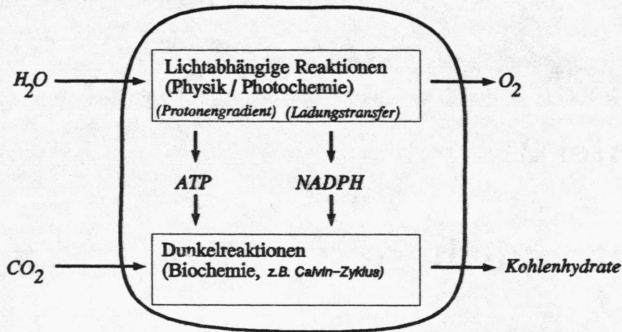 Lichtabhängige Reaktionen
H₂O
(Physik / Photochemie)
O₂
(Protonengradient) (Ladungstransfer)
ATP NADPH
Dunkelreaktionen
CO₂
(Biochemie, z.B. Calvin–Zyklus)
Kohlenhydrate